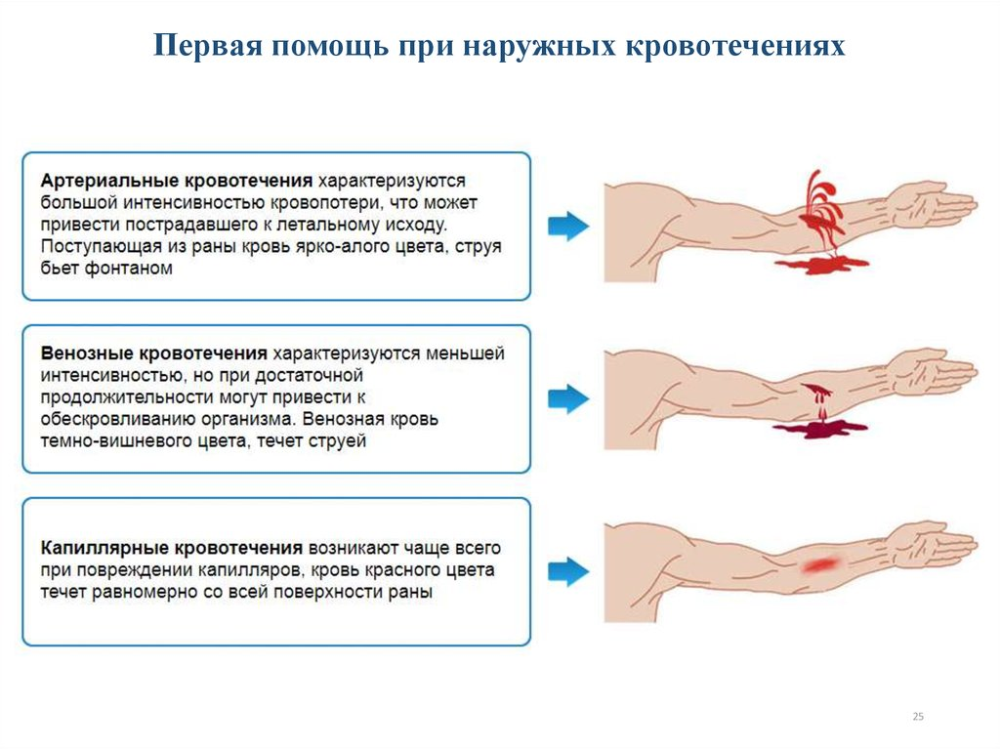 Первая помощь при наружных кровотечениях
Артериальные кровотечения характеризуются
большой интенсивностью кровопотери, что может
привести пострадавшего к летальному исходу.
Поступающая из раны кровь ярко-алого цвета, струя
бьет фонтаном
Венозные кровотечения характеризуются меньшей
интенсивностью, но при достаточной
продолжительности могут привести к
обескровливанию организма. Венозная кровь
темно-вишневого цвета, течет струей
Капиллярные кровотечения возникают чаще всего
при повреждении капилляров, кровь красного цвета
течет равномерно со всей поверхности раны
25